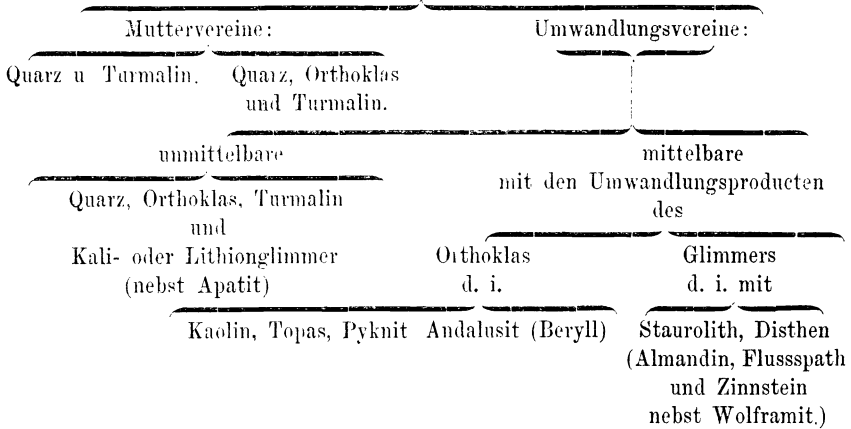 Muttervereine:
Umwandlungsvereine:
Quarz u Turmalin.
Quarz, Orthoklas
und Turmalin.
unmittelbare
mittelbare
mit den Umwandlungsproducten
des
Quarz, Orthoklas, Turmalin
und
Kali- oder Lithionglimmer
(nebst Apatit)
Orthoklas
d. i.
Glimmers
d. i. mit
Kaolin, Topas, Pyknit Andalusit (Beryll)
Staurolith, Disthen
(Almandin, Flussspath
und Zinnstein
nebst Wolframit.)